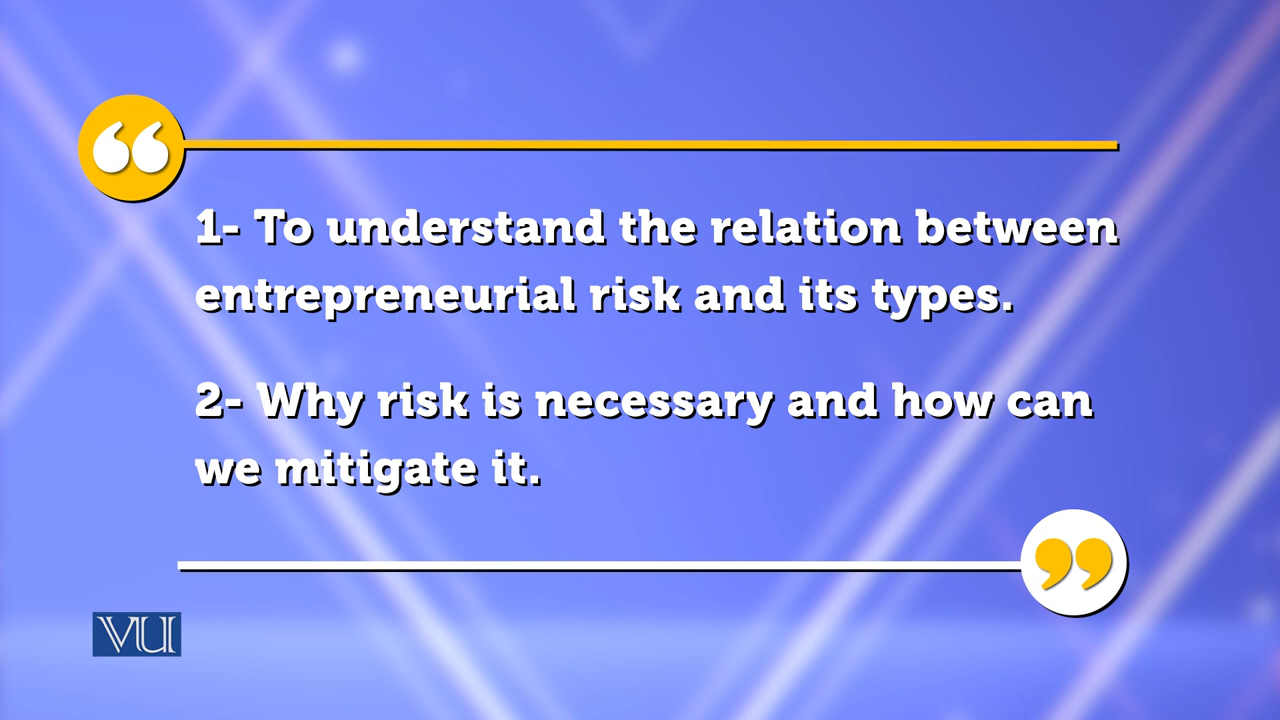 “
1- To understand the relation between
entrepreneurial risk and its types.
2- Why risk is necessary and how can
we mitigate it.
”
VU